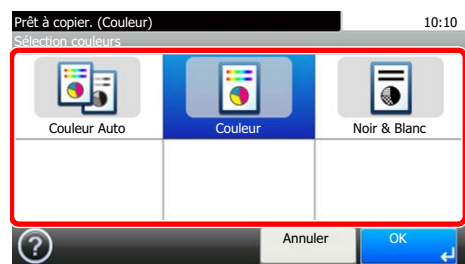 Prêt à copier. (Couleur) 10:10
Sélection couleurs
Couleur Auto Couleur Noir & Blanc
? Annuler OK